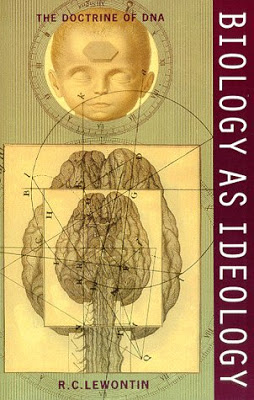 THE DOCTRINE OF DNA
BIOLOGY AS IDEOLOGY
R.C.LEWONTIN